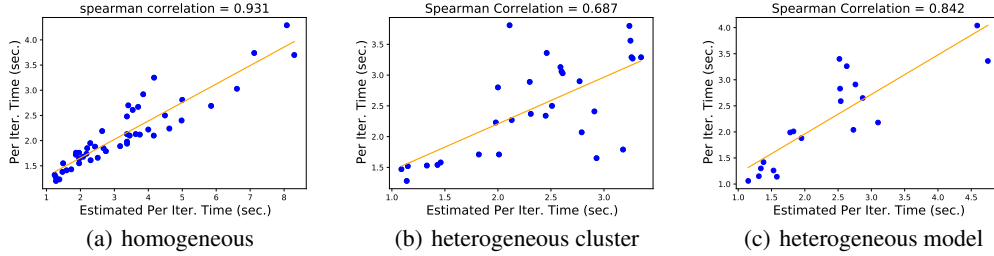 spearman correlation = 0.931
Per Iter. Time (sec.)
4.0
3.5
3.0
2.5
2.0
1.5
1 2 3 4 5 6 7 8
Estimated Per Iter. Time (sec.)
(a) homogeneous
Spearman Correlation = 0.687
Per Iter. Time (sec.)
3.5
3.0
2.5
2.0
1.5
1.0 1.5 2.0 2.5 3.0
Estimated Per Iter. Time (sec.)
(b) heterogeneous cluster
Spearman Correlation = 0.842
Per Iter. Time (sec.)
4.0
3.5
3.0
2.5
2.0
1.5
1.0
1.0 1.5 2.0 2.5 3.0 3.5 4.0 4.5
Estimated Per Iter. Time (sec.)
(c) heterogeneous model